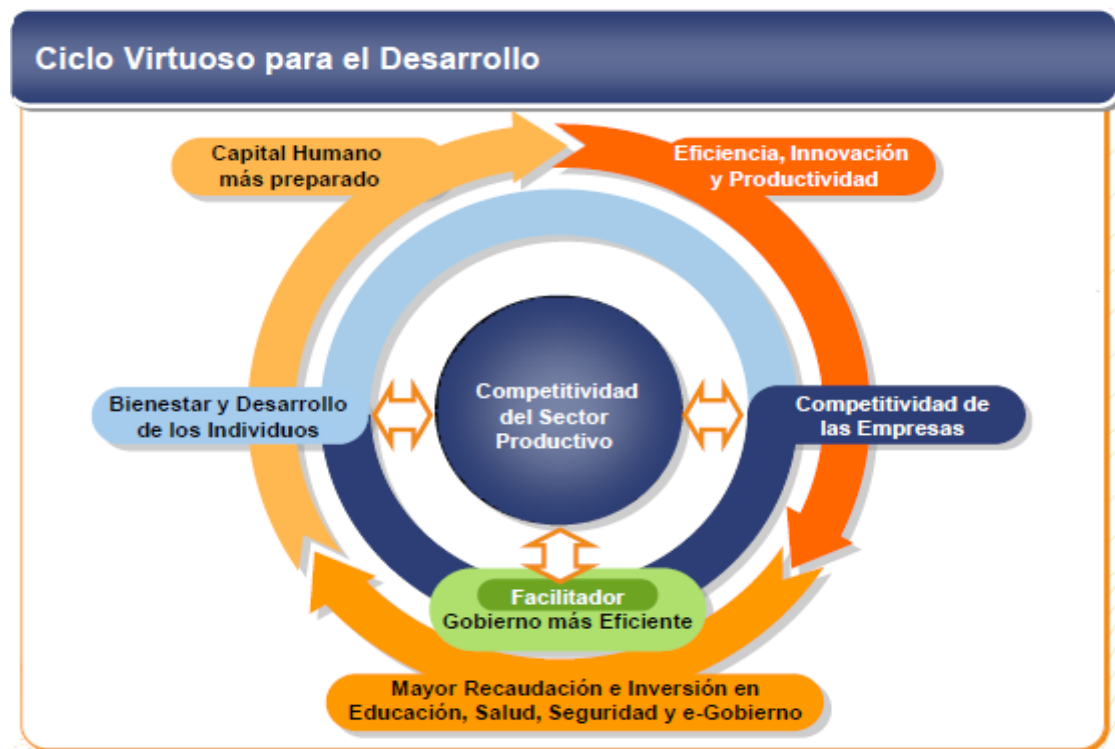 Ciclo Virtuoso para el Desarrollo
Capital Humano
más preparado
Eficiencia, Innovación
y Productividad
Bienestar y Desarrollo
de los Individuos
Competitividad
del Sector
Productivo
Competitividad de
las Empresas
Facilitador
Gobierno más Eficiente
Mayor Recaudación e Inversión en
Educación, Salud, Seguridad y e-Gobierno